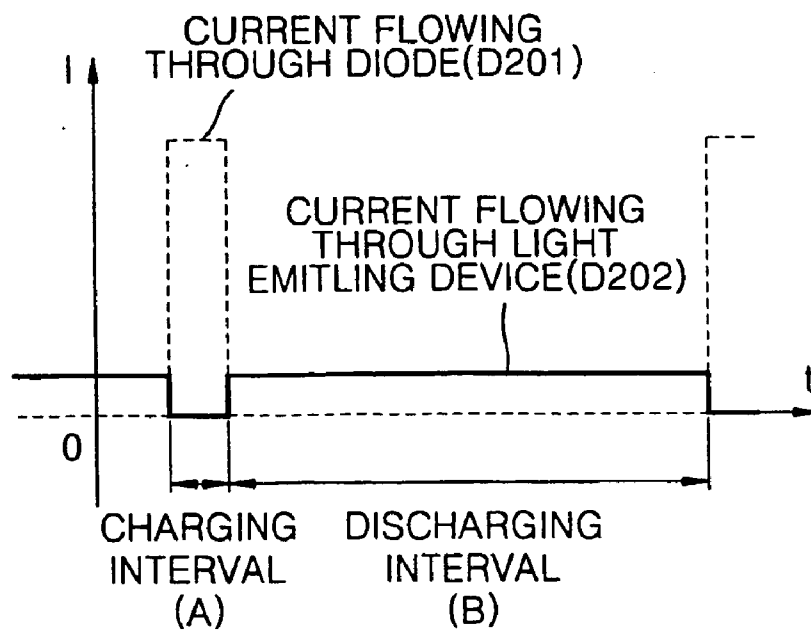 CURRENT FLOWING
THROUGH DIODE(D201)
I
CURRENT FLOWING
THROUGH LIGHT
EMITLING DEVICE(D202)
t
0
CHARGING
INTERVAL
(A)
DISCHARGING
INTERVAL
(B)